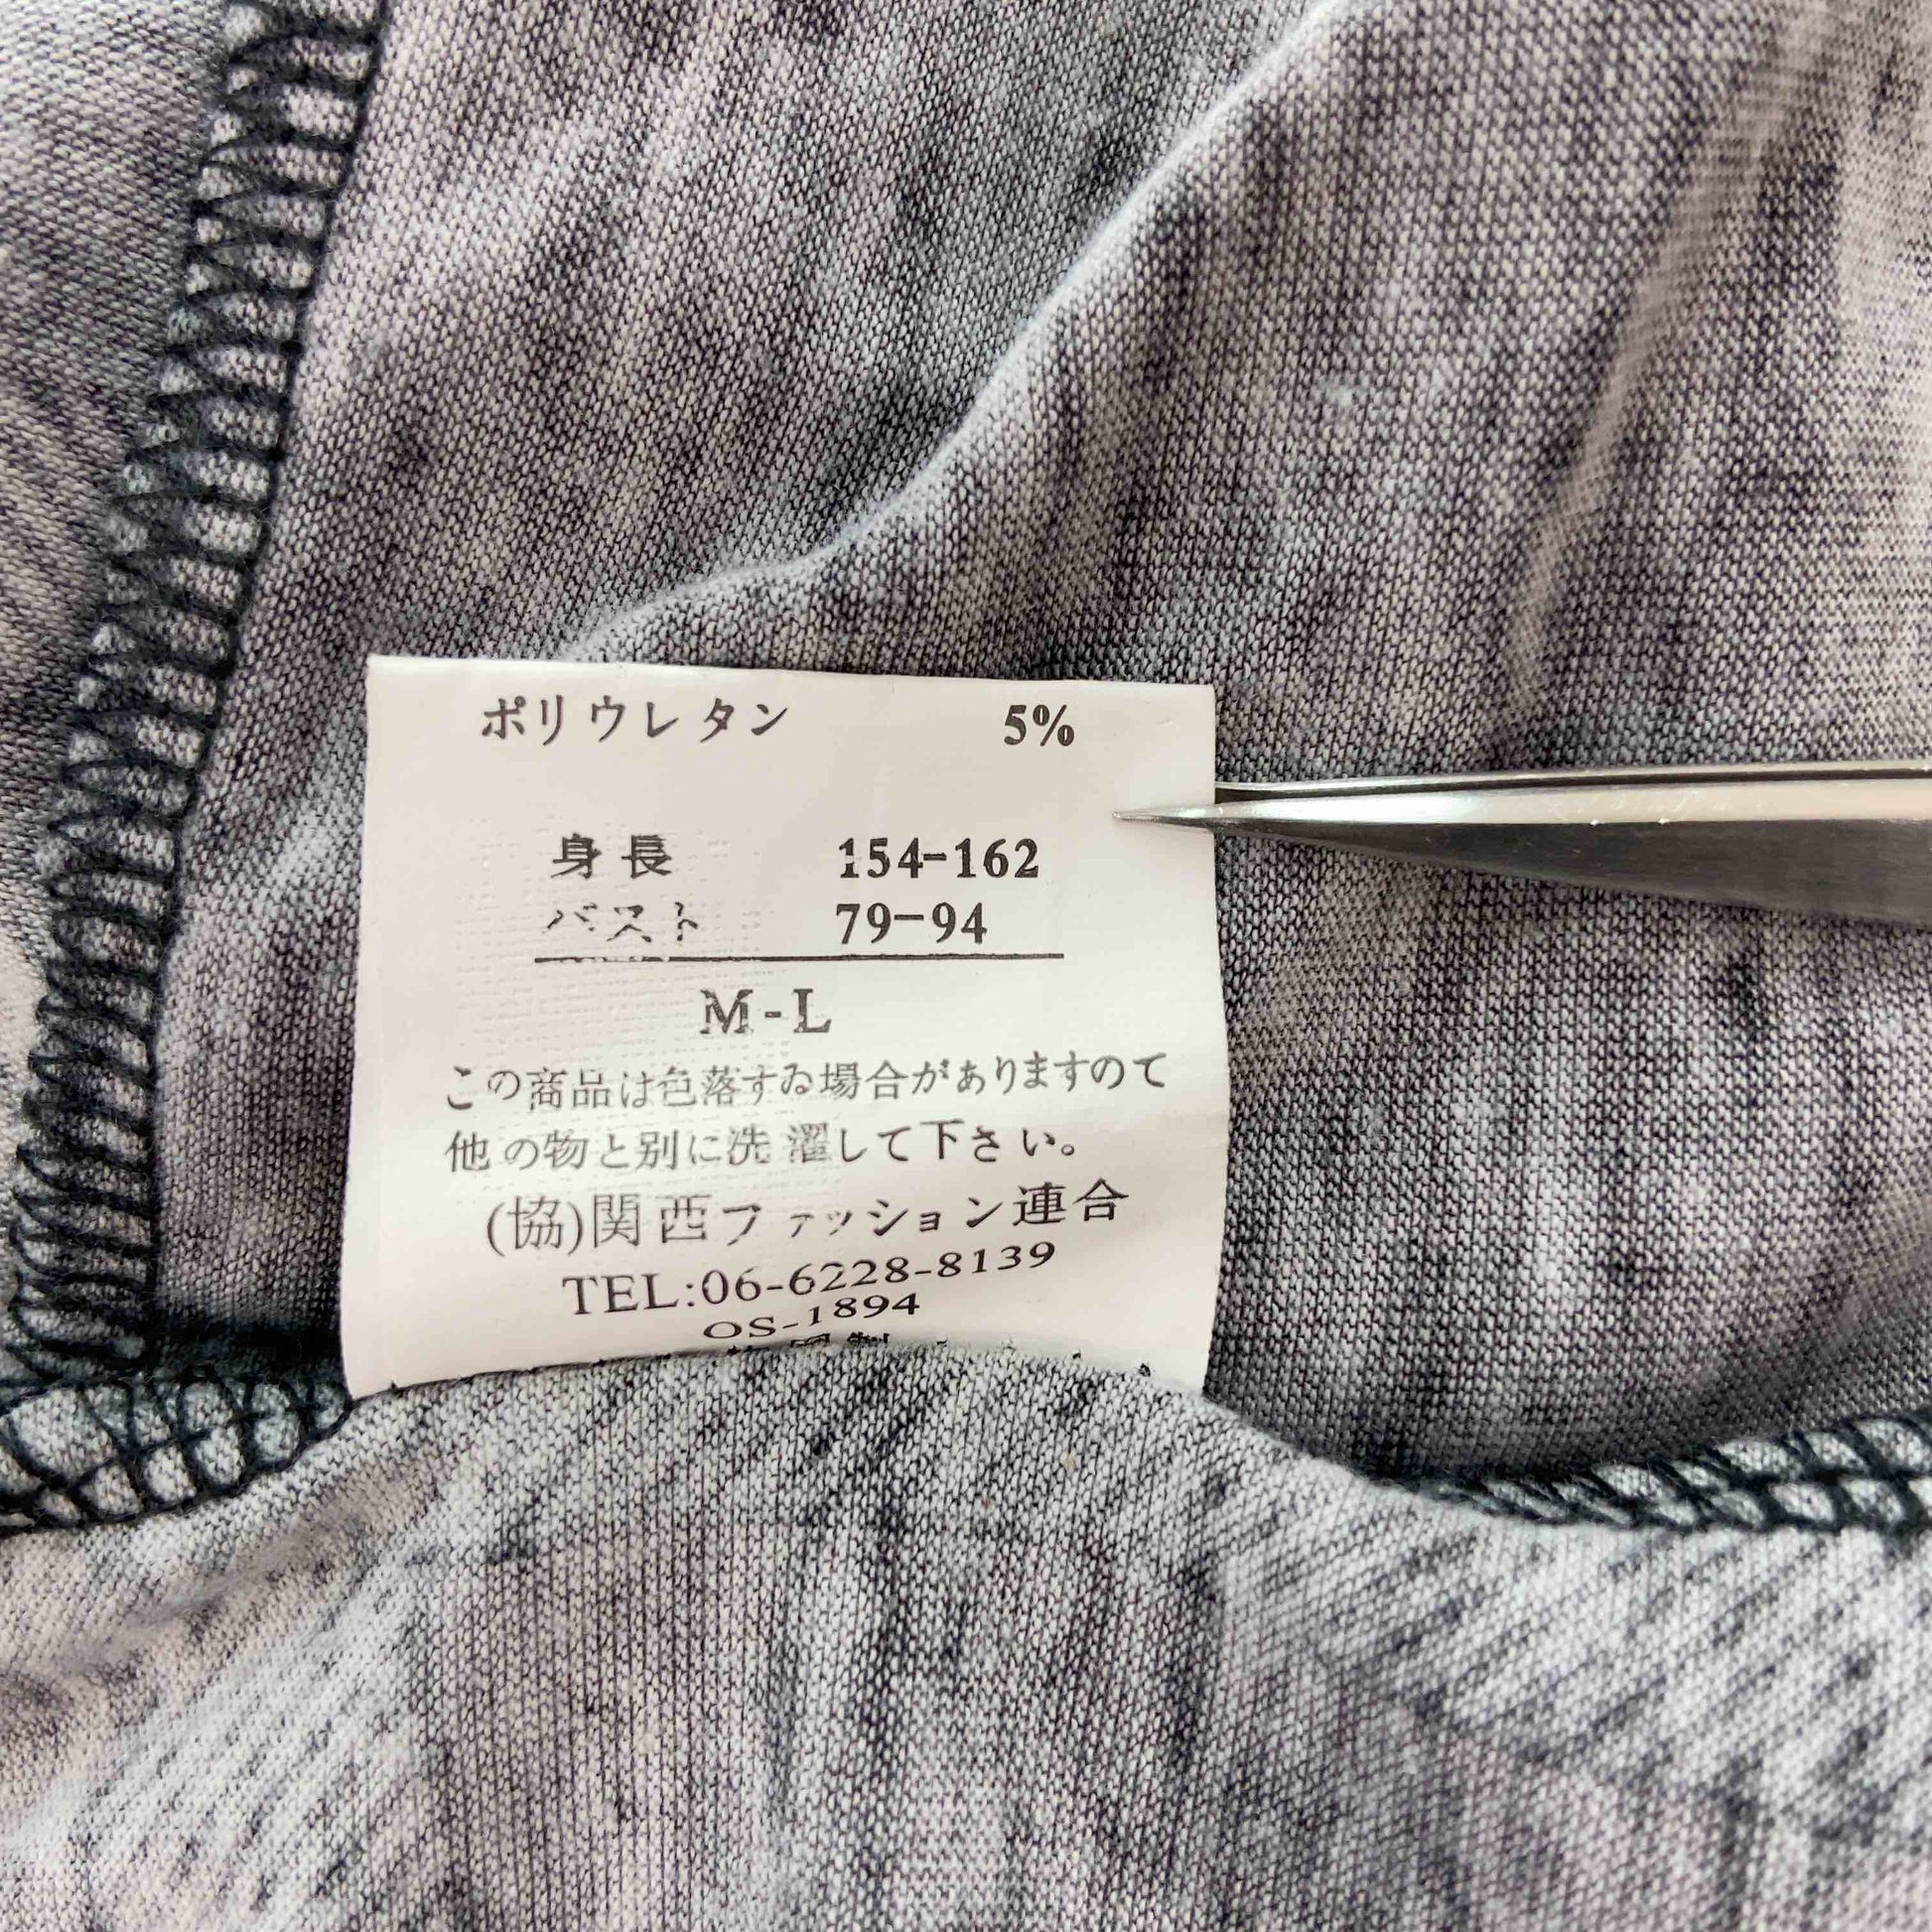 ポリウレタン 5%
身長 154-162
バスト 79-94
M-L
この商品は色落する場合がありますので
他の物と別に洗濯して下さい。
(協)関西ファッション連合
TEL:06-6228-8139
OS-1894